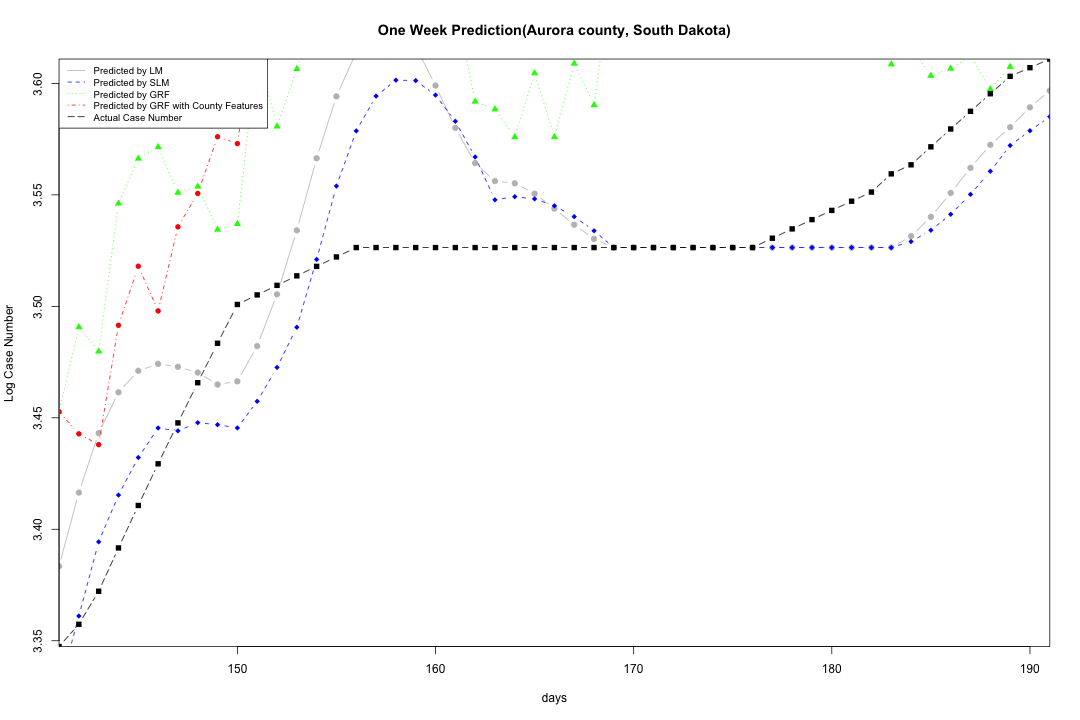 One Week Prediction(Aurora county, South Dakota)
Predicted by LM
Predicted by SLM
Predicted by GRF
Predicted by GRF with County Features
Actual Case Number
3.60
3.55
3.50
3.45
3.40
3.35
Log Case Number
150 160 170 180 190
days